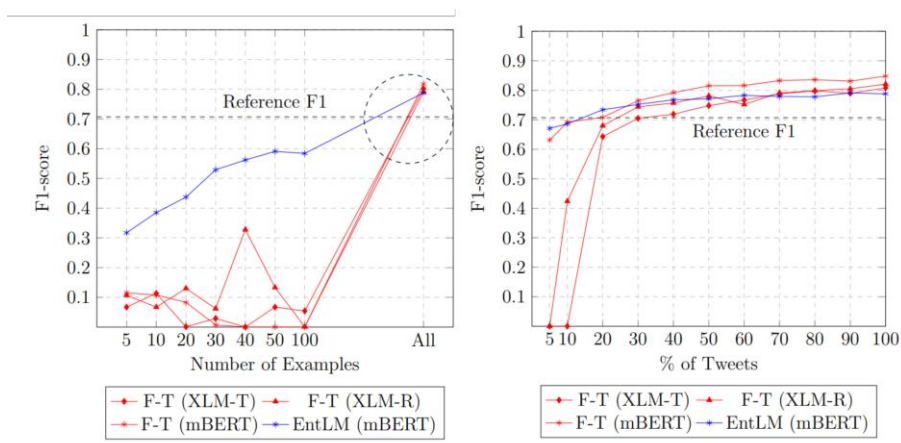 1
0.9
0.8
0.7
0.6
0.5
0.4
0.3
0.2
0.1
F1-score
Reference F1
5 10 20 30 40 50 100 All
Number of Examples
F-T (XLM-T) F-T (XLM-R)
F-T (mBERT) EntLM (mBERT)
1
0.9
0.8
0.7
0.6
0.5
0.4
0.3
0.2
0.1
F1-score
Reference F1
5 10 20 30 40 50 60 70 80 90 100
% of Tweets
F-T (XLM-T) F-T (XLM-R)
F-T (mBERT) EntLM (mBERT)